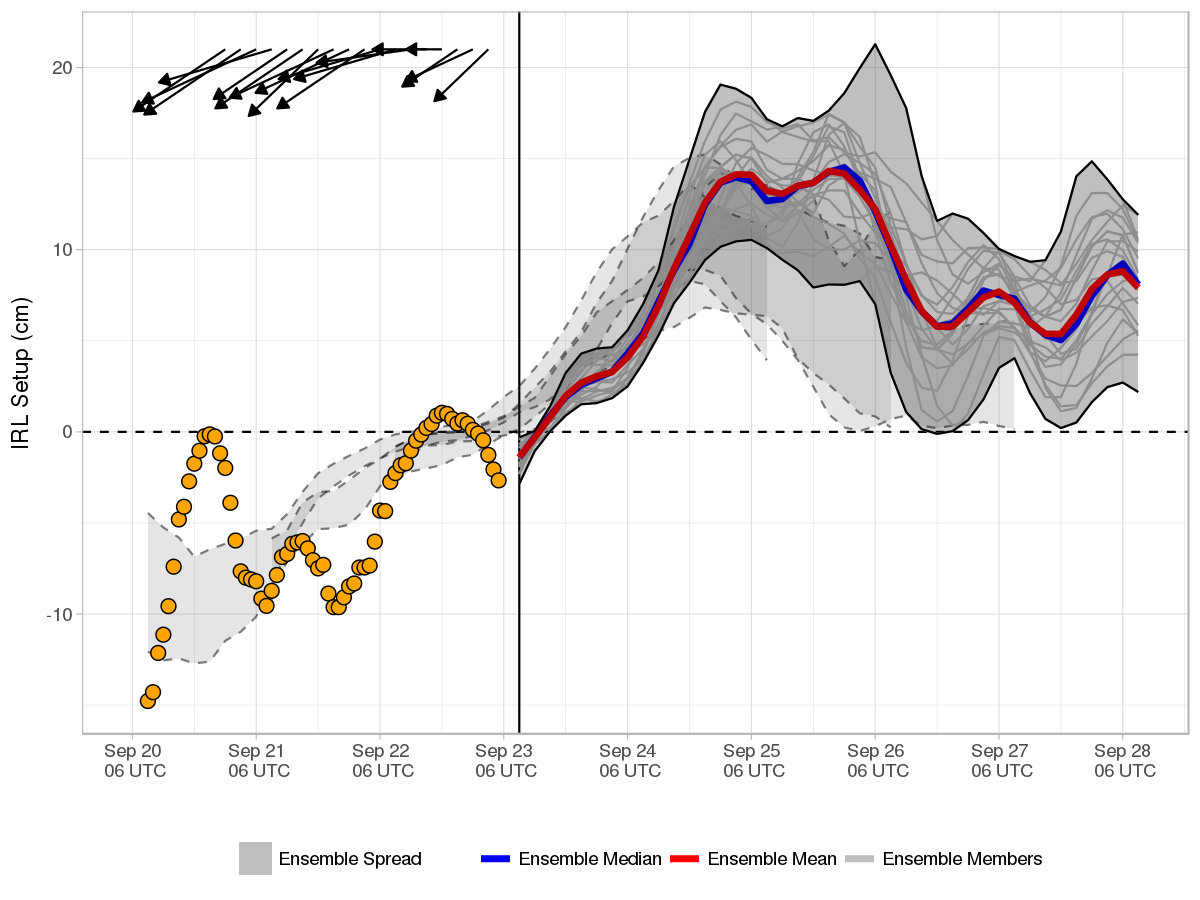 IRL Setup (cm)
20
10
0
-10
Sep 20 Sep 21 Sep 22 Sep 23 Sep 24 Sep 25 Sep 26 Sep 27 Sep 28
06 UTC 06 UTC 06 UTC 06 UTC 06 UTC 06 UTC 06 UTC 06 UTC 06 UTC
Ensemble Spread Ensemble Median Ensemble Mean Ensemble Members